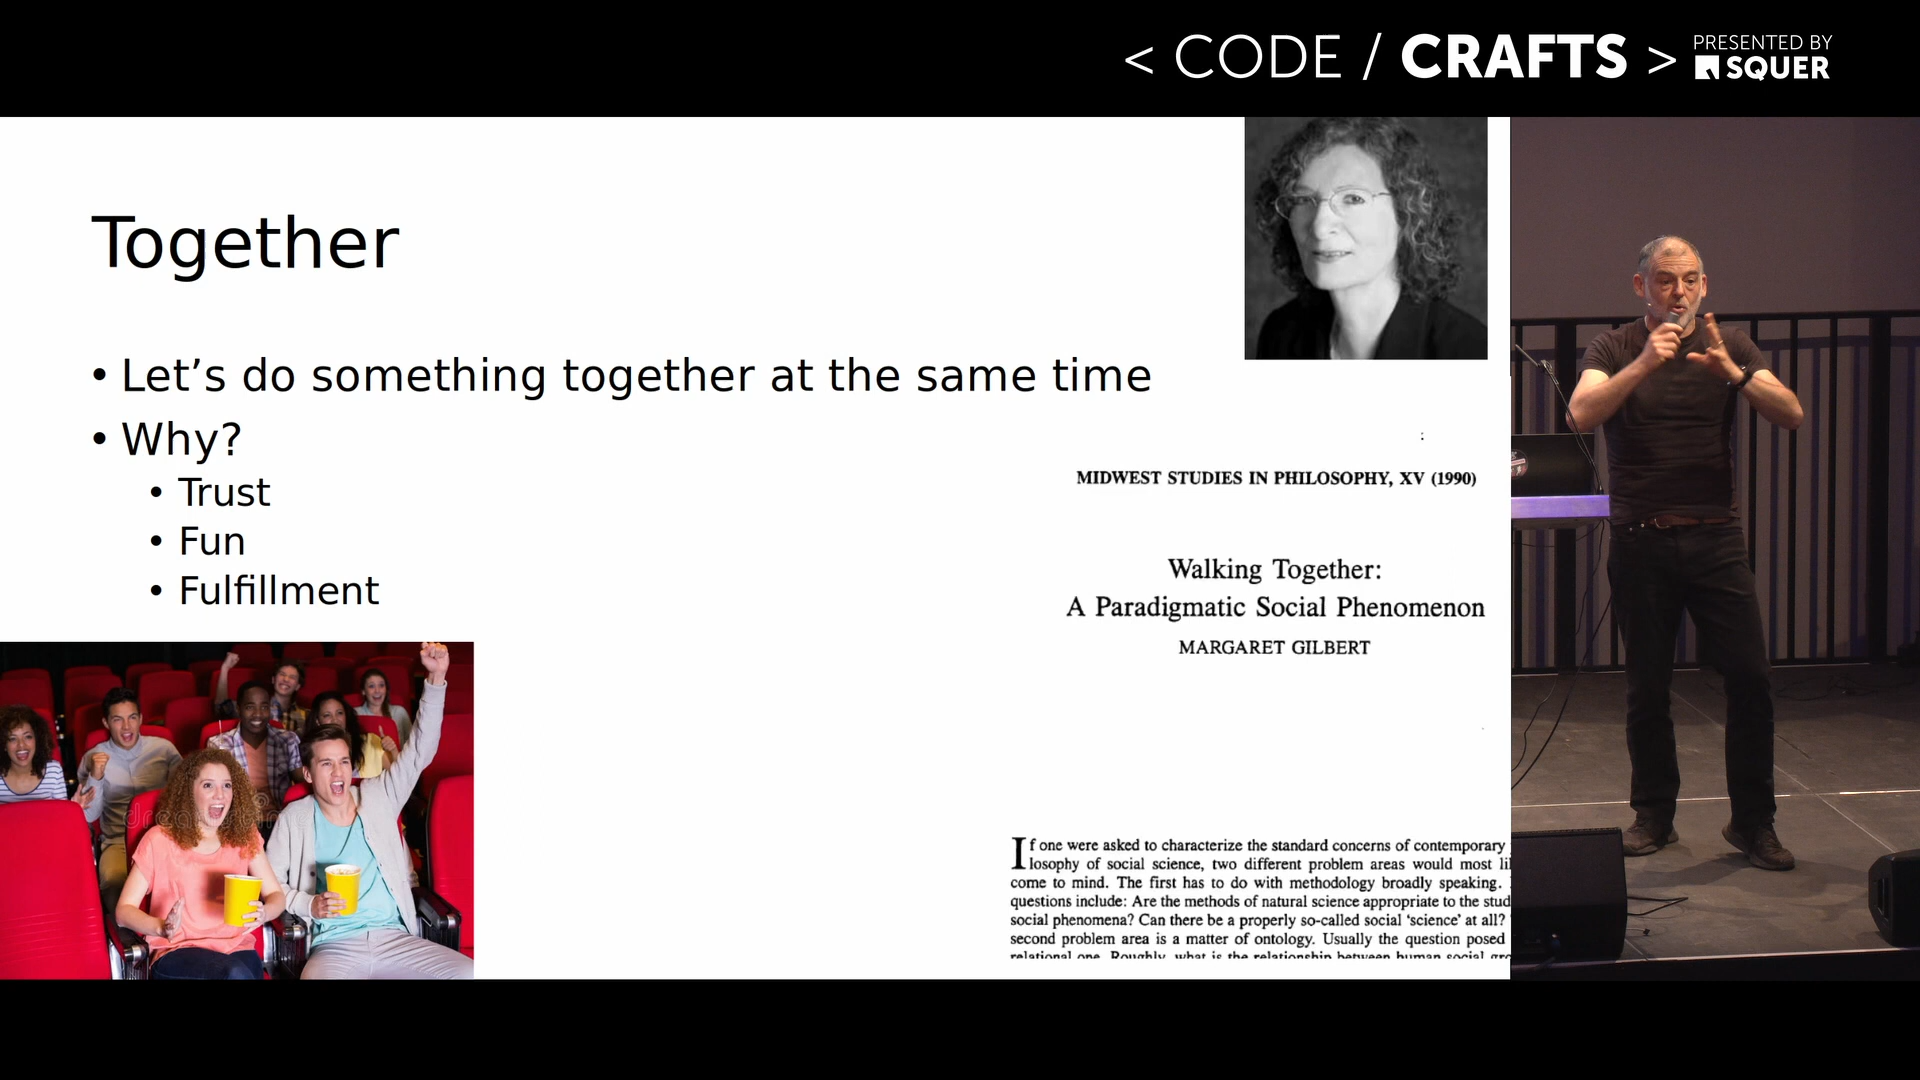 < CODE / CRAFTS >
PRESENTED BY
SQUER
Together
• Let’s do something together at the same time
• Why?
• Trust
• Fun
• Fulfillment
MIDWEST STUDIES IN PHILOSOPHY, XV (1990)
Walking Together:
A Paradigmatic Social Phenomenon
MARGARET GILBERT
If one were asked to characterize the standard concerns of contemporary
losophy of social science, two different problem areas would most
come to mind. The first has to do with methodology broadly speaking.
questions include: Are the methods of natural science appropriate to the
social phenomena? Can there be a properly so-called social ‘science’ at all?
second problem area is a matter of ontology. Usually the question posed
relational one. Roughly, what is the relationship between human social